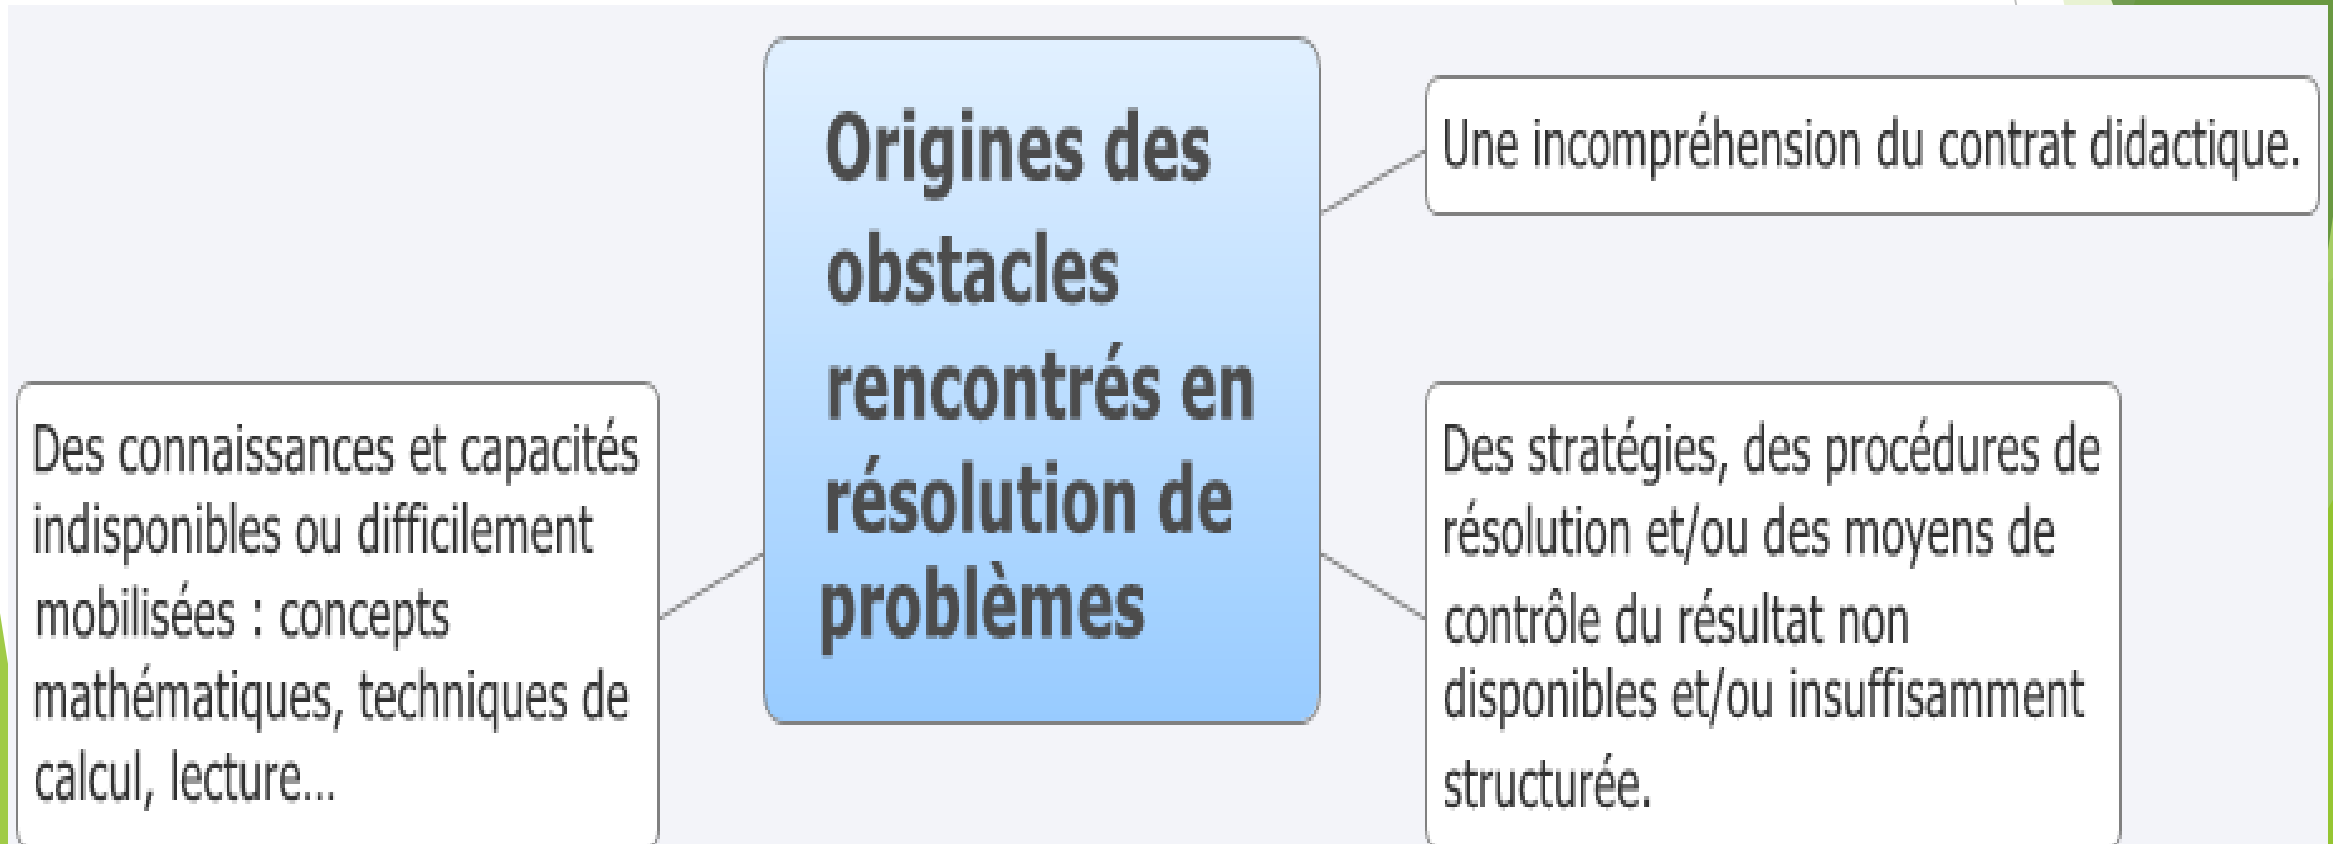 Origines des
obstacles
rencontrés en
résolution de
problèmes
Une incompréhension du contrat didactique.
Des connaissances et capacités
indisponibles ou difficilement
mobilisées : concepts
mathématiques, techniques de
calcul, lecture...
Des stratégies, des procédures de
résolution et/ou des moyens de
contrôle du résultat non
disponibles et/ou insuffisamment
structurée.